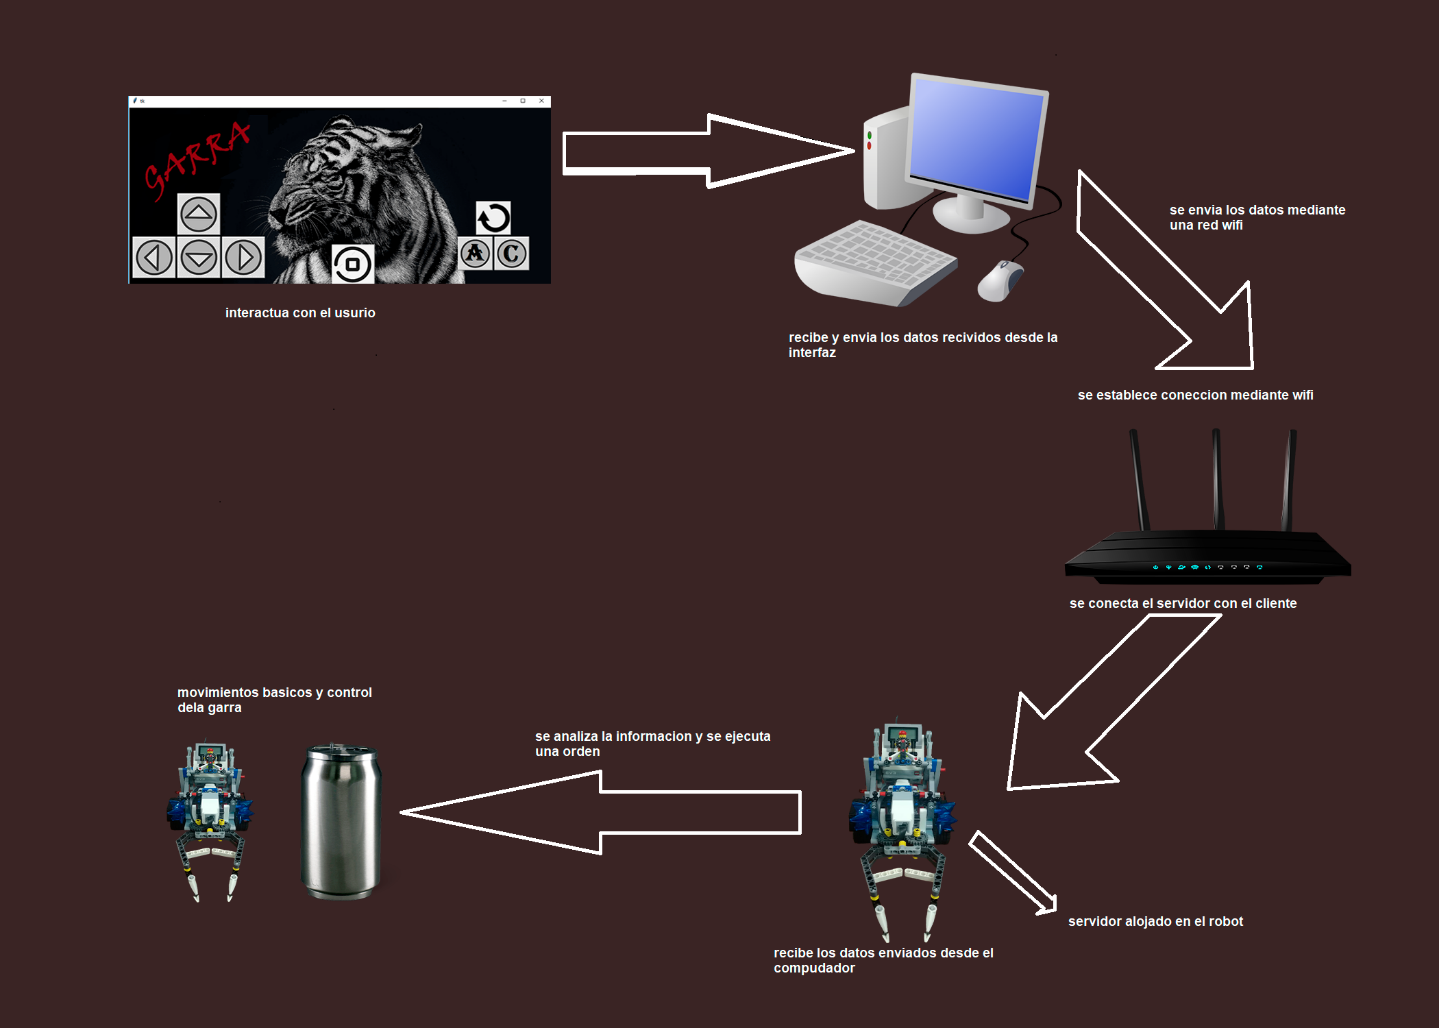 tk
GARRA
A C
interactua con el usurio
recibe y envia los datos recividos desde la
interfaz
se envia los datos mediante
una red wifi
se establece coneccion mediante wifi
se conecta el servidor con el cliente
movimientos basicos y control
dela garra
se analiza la informacion y se ejecuta
una orden
servidor alojado en el robot
recibe los datos enviados desde el
compudador